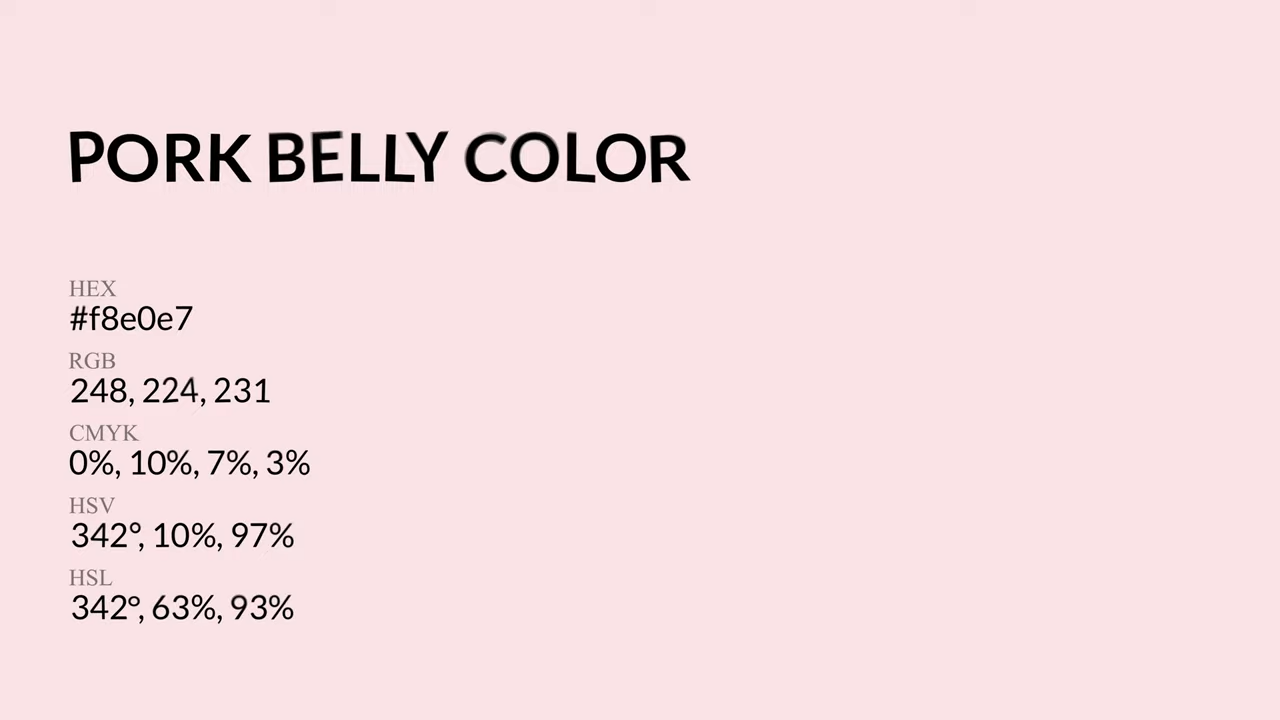 PORK BELLY COLOR
HEX
#f8e0e7
RGB
248, 224, 231
CMYK
0%, 10%, 7%, 3%
HSV
342°, 10%, 97%
HSL
342°, 63%, 93%